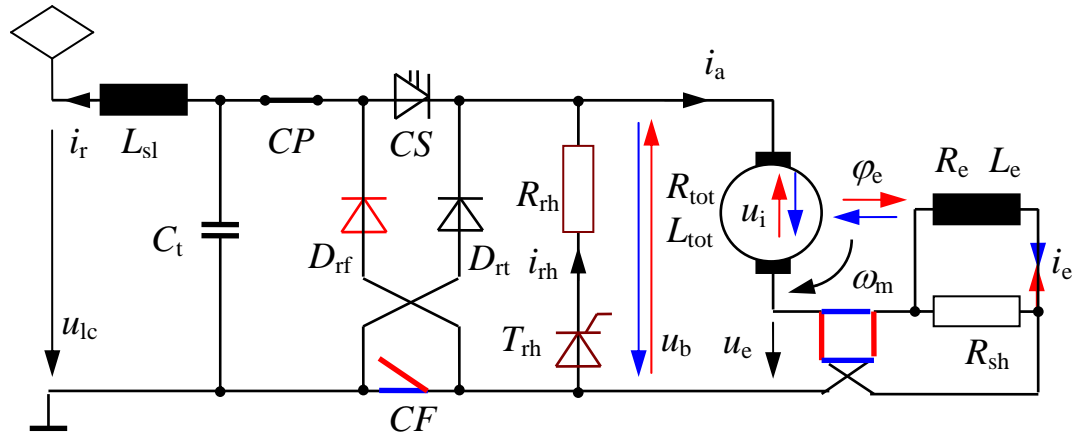 i_a
i_r
L_sl
CP
CS
R_rh
R_tot
L_tot
u_i
φ_e
R_e L_e
C_t
D_rf
D_rt
i_rh
ω_m
i_e
u_lc
T_rh
u_b
u_e
R_sh
CF